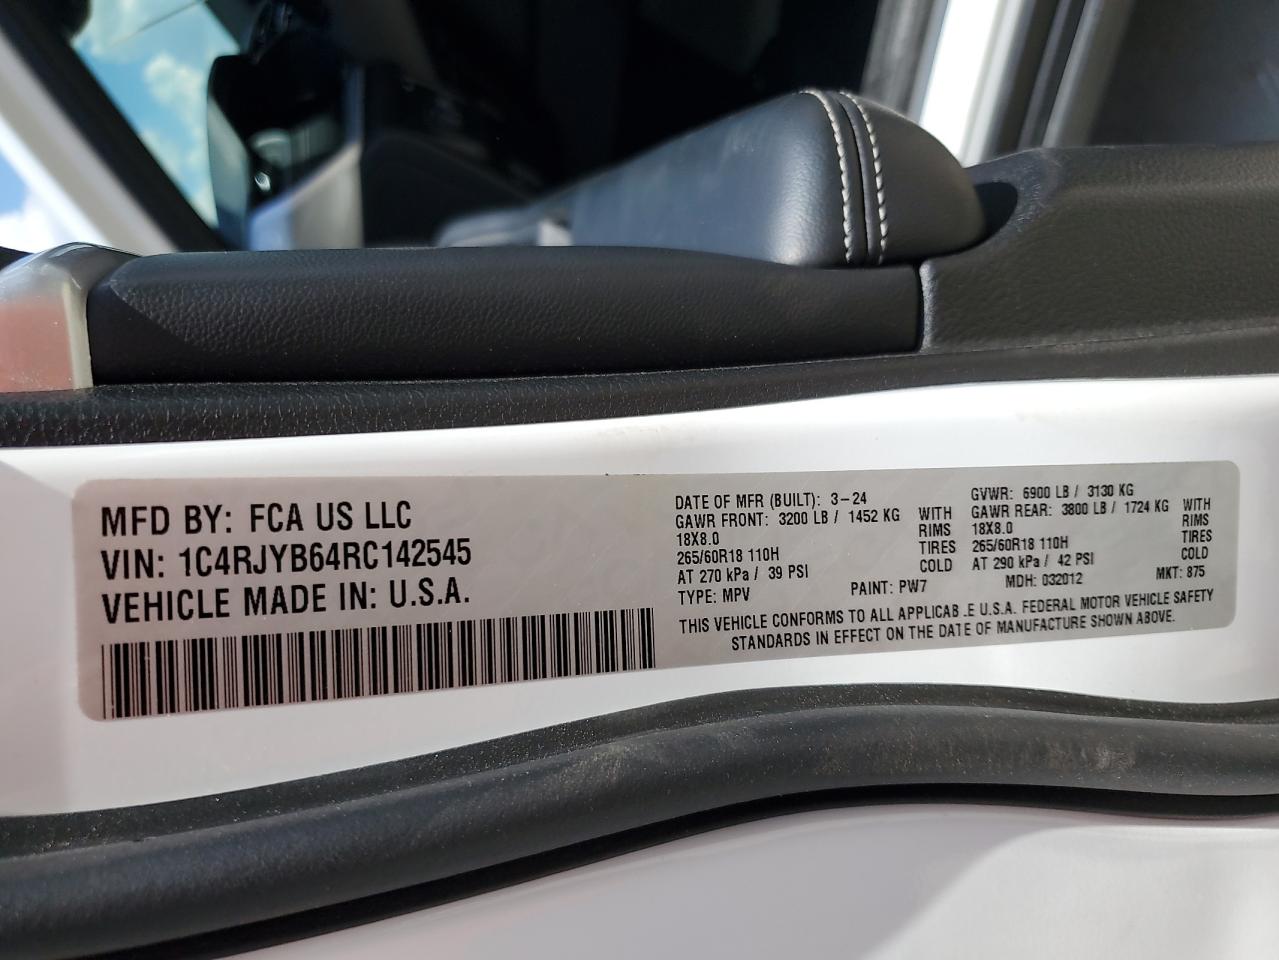 MFD BY: FCA US LLC
VIN: 1C4RJYB64RC142545
VEHICLE MADE IN: U.S.A.
DATE OF MFR (BUILT): 3-24
GAWR FRONT: 3200 LB / 1452 KG WITH
18X8.0 RIMS
265/60R18 110H TIRES
AT 270 kPa / 39 PSI COLD
TYPE: MPV PAINT: PW7
GVWR: 6900 LB / 3130 KG
GAWR REAR: 3800 LB / 1724 KG WITH
18X8.0 RIMS
265/60R18 110H TIRES
AT 290 kPa / 42 PSI COLD
MDH: 032012 MKT: 875
THIS VEHICLE CONFORMS TO ALL APPLICAB.E U.S.A. FEDERAL MOTOR VEHICLE SAFETY
STANDARDS IN EFFECT ON THE DATE OF MANUFACTURE SHOWN ABOVE.